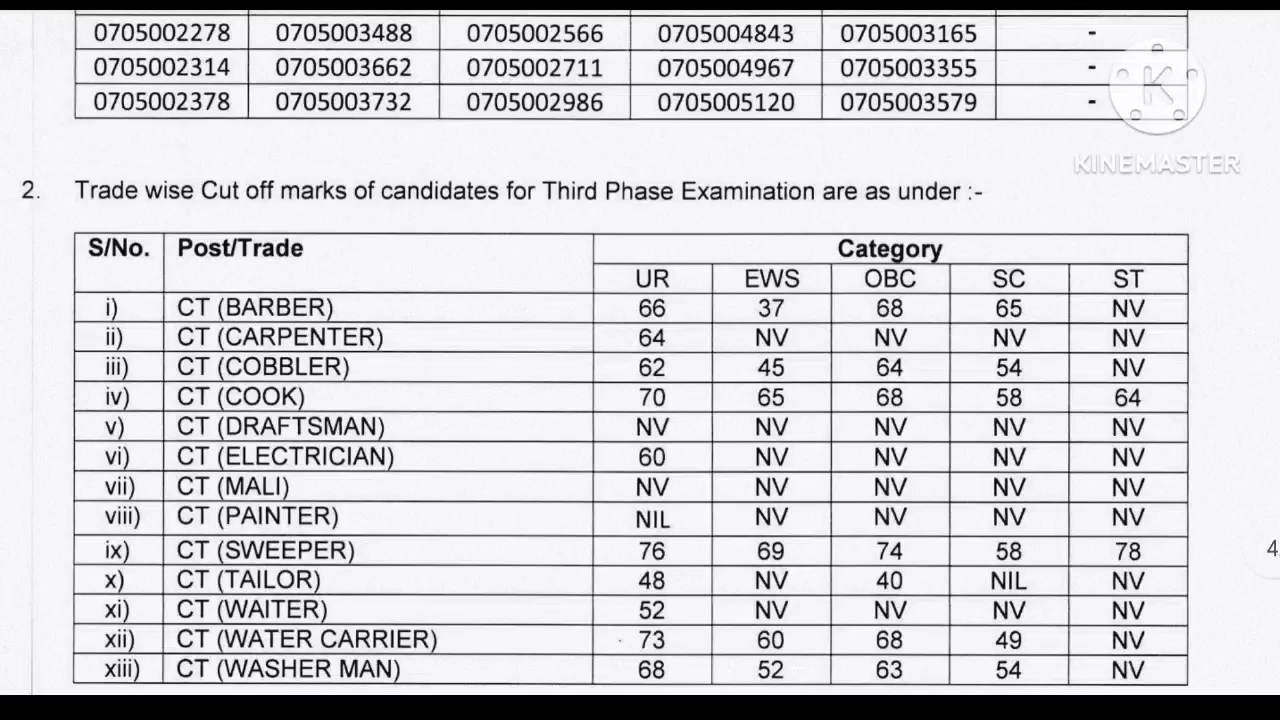 0705002278 0705003488 0705002566 0705004843 0705003165 -
0705002314 0705003662 0705002711 0705004967 0705003355 -
0705002378 0705003732 0705002986 0705005120 0705003579 -
K
KINEMASTER
2. Trade wise Cut off marks of candidates for Third Phase Examination are as under :-
S/No. Post/Trade Category
UR EWS OBC SC ST
i) CT (BARBER) 66 37 68 65 NV
ii) CT (CARPENTER) 64 NV NV NV NV
iii) CT (COBBLER) 62 45 64 54 NV
iv) CT (COOK) 70 65 68 58 64
v) CT (DRAFTSMAN) NV NV NV NV NV
vi) CT (ELECTRICIAN) 60 NV NV NV NV
vii) CT (MALI) NV NV NV NV NV
viii) CT (PAINTER) NIL NV NV NV NV
ix) CT (SWEEPER) 76 69 74 58 78
4
x) CT (TAILOR) 48 NV 40 NIL NV
xi) CT (WAITER) 52 NV NV NV NV
xii) CT (WATER CARRIER) 73 60 68 49 NV
xiii) CT (WASHER MAN) 68 52 63 54 NV